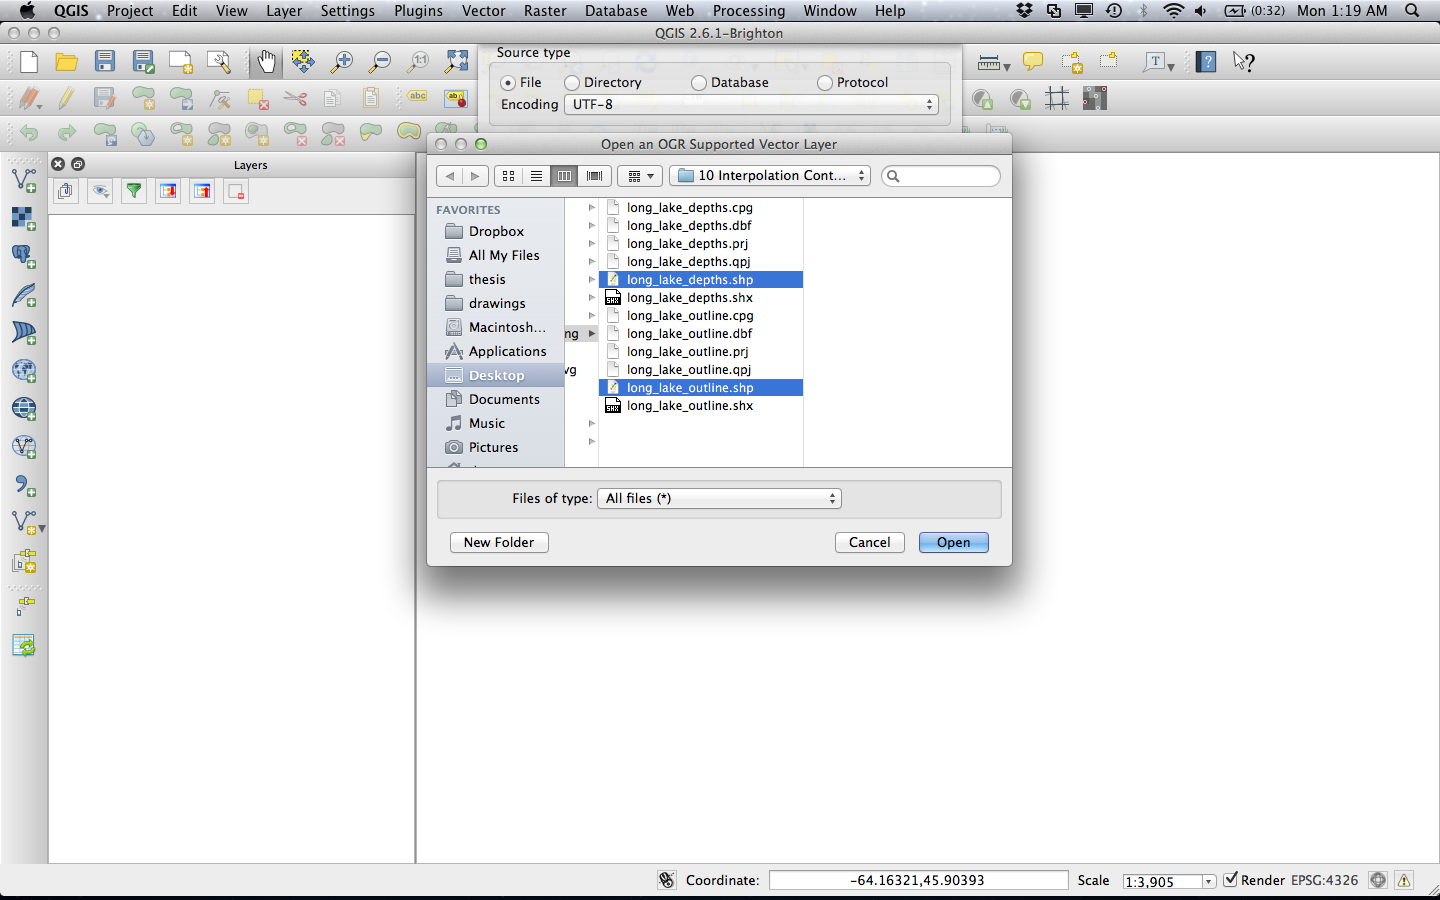 QGIS Project Edit View Layer Settings Plugins Vector Raster Database Web Processing Window Help (0:32) Mon 1:19 AM
QGIS 2.6.1-Brighton
Source type
File Directory Database Protocol
Encoding UTF-8
Open an OGR Supported Vector Layer
10 Interpolation Cont...
Layers
FAVORITES
Dropbox
All My Files
thesis
drawings
Macintosh...
Applications
Desktop
Documents
Music
Pictures
ng
vg
long_lake_depths.cpg
long_lake_depths.dbf
long_lake_depths.prj
long_lake_depths.qpj
long_lake_depths.shp
long_lake_depths.shx
long_lake_outline.cpg
long_lake_outline.dbf
long_lake_outline.prj
long_lake_outline.qpj
long_lake_outline.shp
long_lake_outline.shx
Files of type: All files (*)
New Folder Cancel Open
Coordinate: -64.16321,45.90393 Scale 1:3,905 Render EPSG:4326